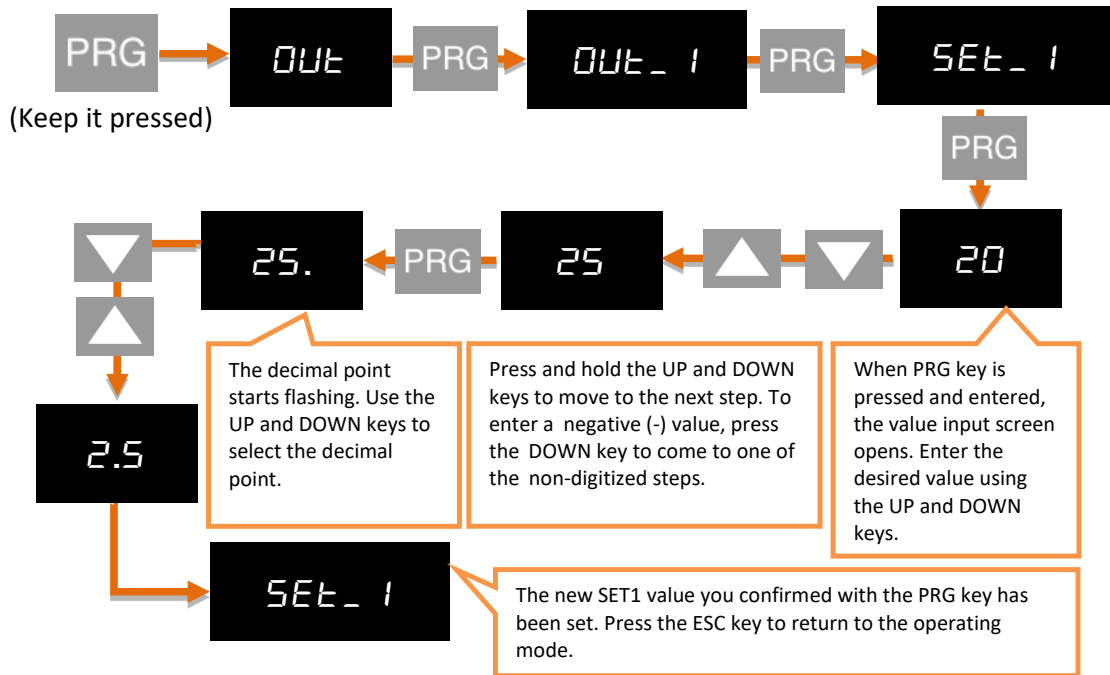 PRG
OUt
PRG
OUt_1
PRG
SEt_1
(Keep it pressed)
PRG
20
25
PRG
25.
The decimal point
starts flashing. Use the
UP and DOWN keys to
select the decimal
point.
Press and hold the UP and DOWN
keys to move to the next step. To
enter a negative (-) value, press
the DOWN key to come to one of
the non-digitized steps.
When PRG key is
pressed and entered,
the value input screen
opens. Enter the
desired value using
the UP and DOWN
keys.
2.5
SEt_1
The new SET1 value you confirmed with the PRG key has
been set. Press the ESC key to return to the operating
mode.